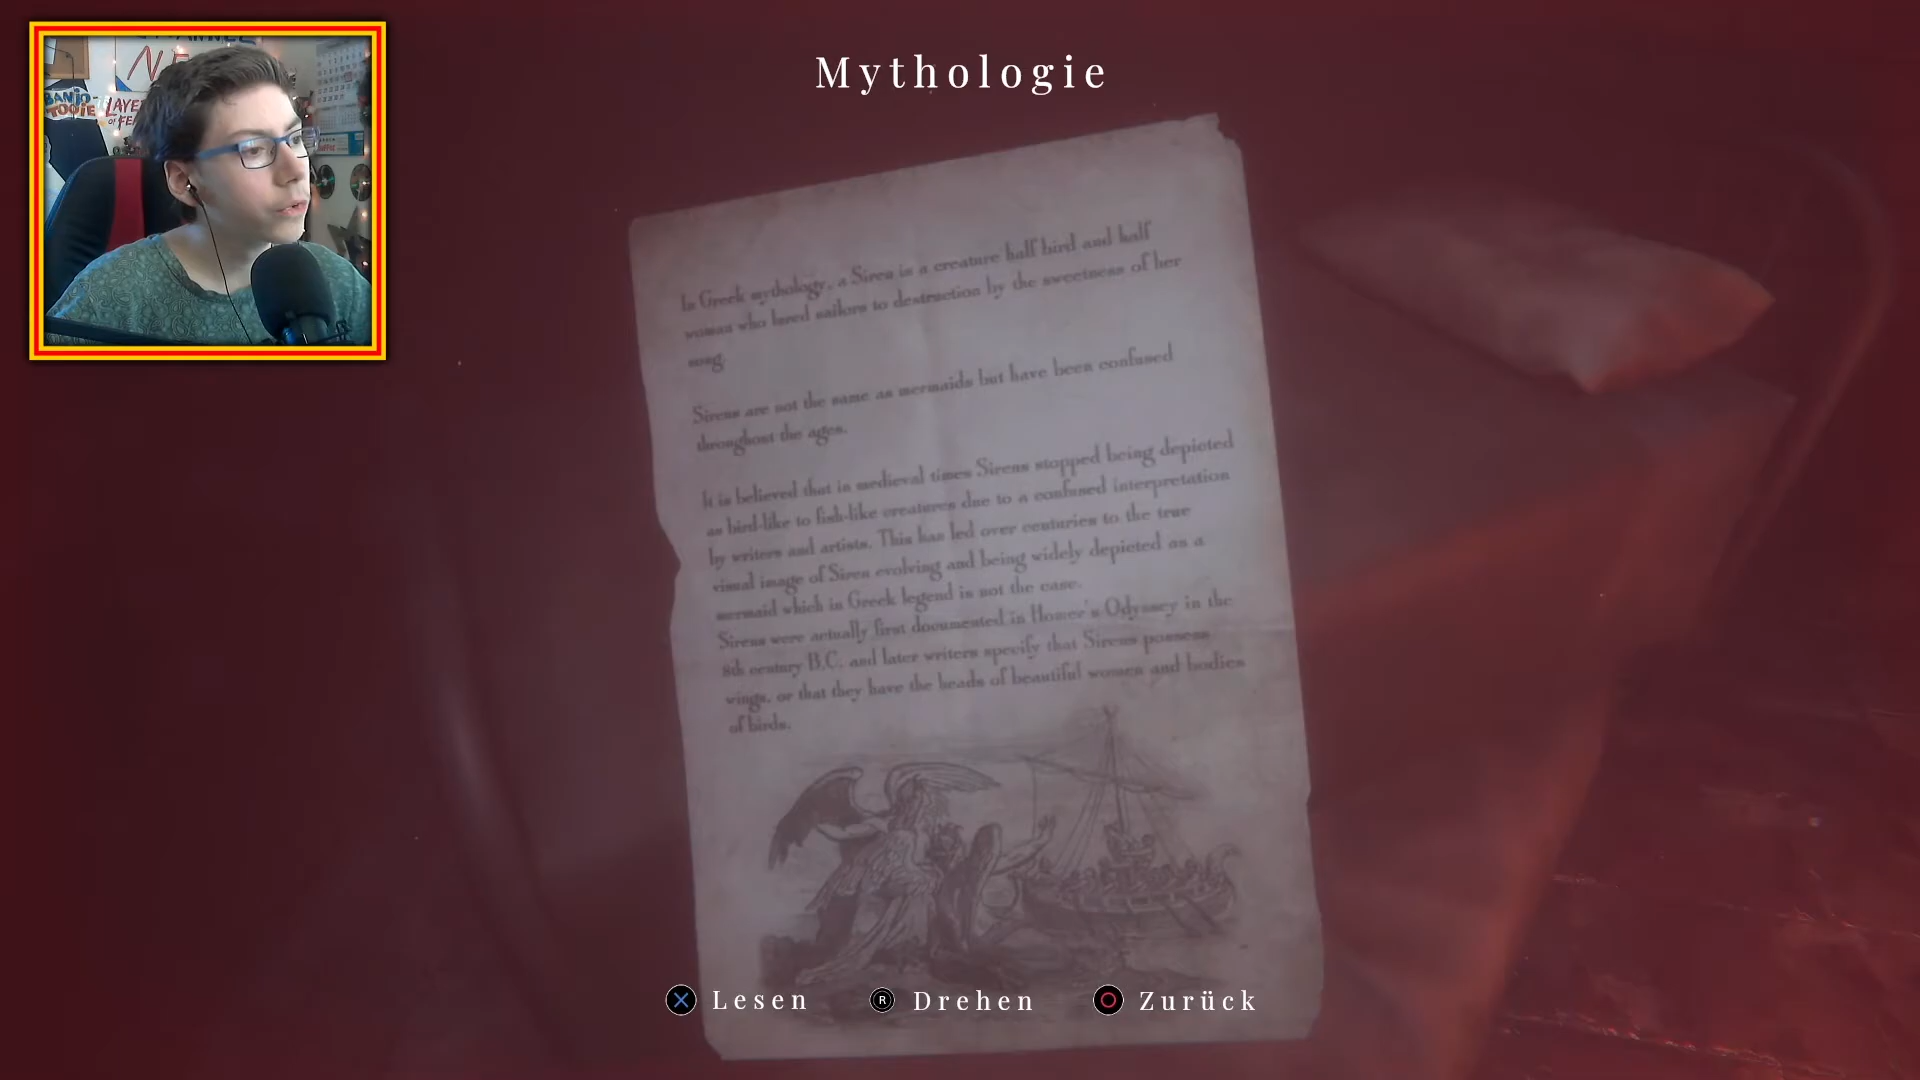 Mythologie
BANJO-
TOOIE
LAYE
OF FEA
In Greek mythology, a Siren is a creature half bird and half
woman who lured sailors to destruction by the sweetness of her
song.
Sirens are not the same as mermaids but have been confused
throughout the ages.
It is believed that in medieval times Sirens stopped being depicted
as bird-like to fish-like creatures due to a confused interpretation
by writers and artists. This has led over centuries to the true
visual image of Siren evolving and being widely depicted as a
mermaid which in Greek legend is not the case.
Sirens were actually first documented in Homer's Odyssey in the
8th century B.C. and later writers specify that Sirens possess
wings, or that they have the heads of beautiful women and bodies
of birds.
Lesen
R Drehen
Zurück